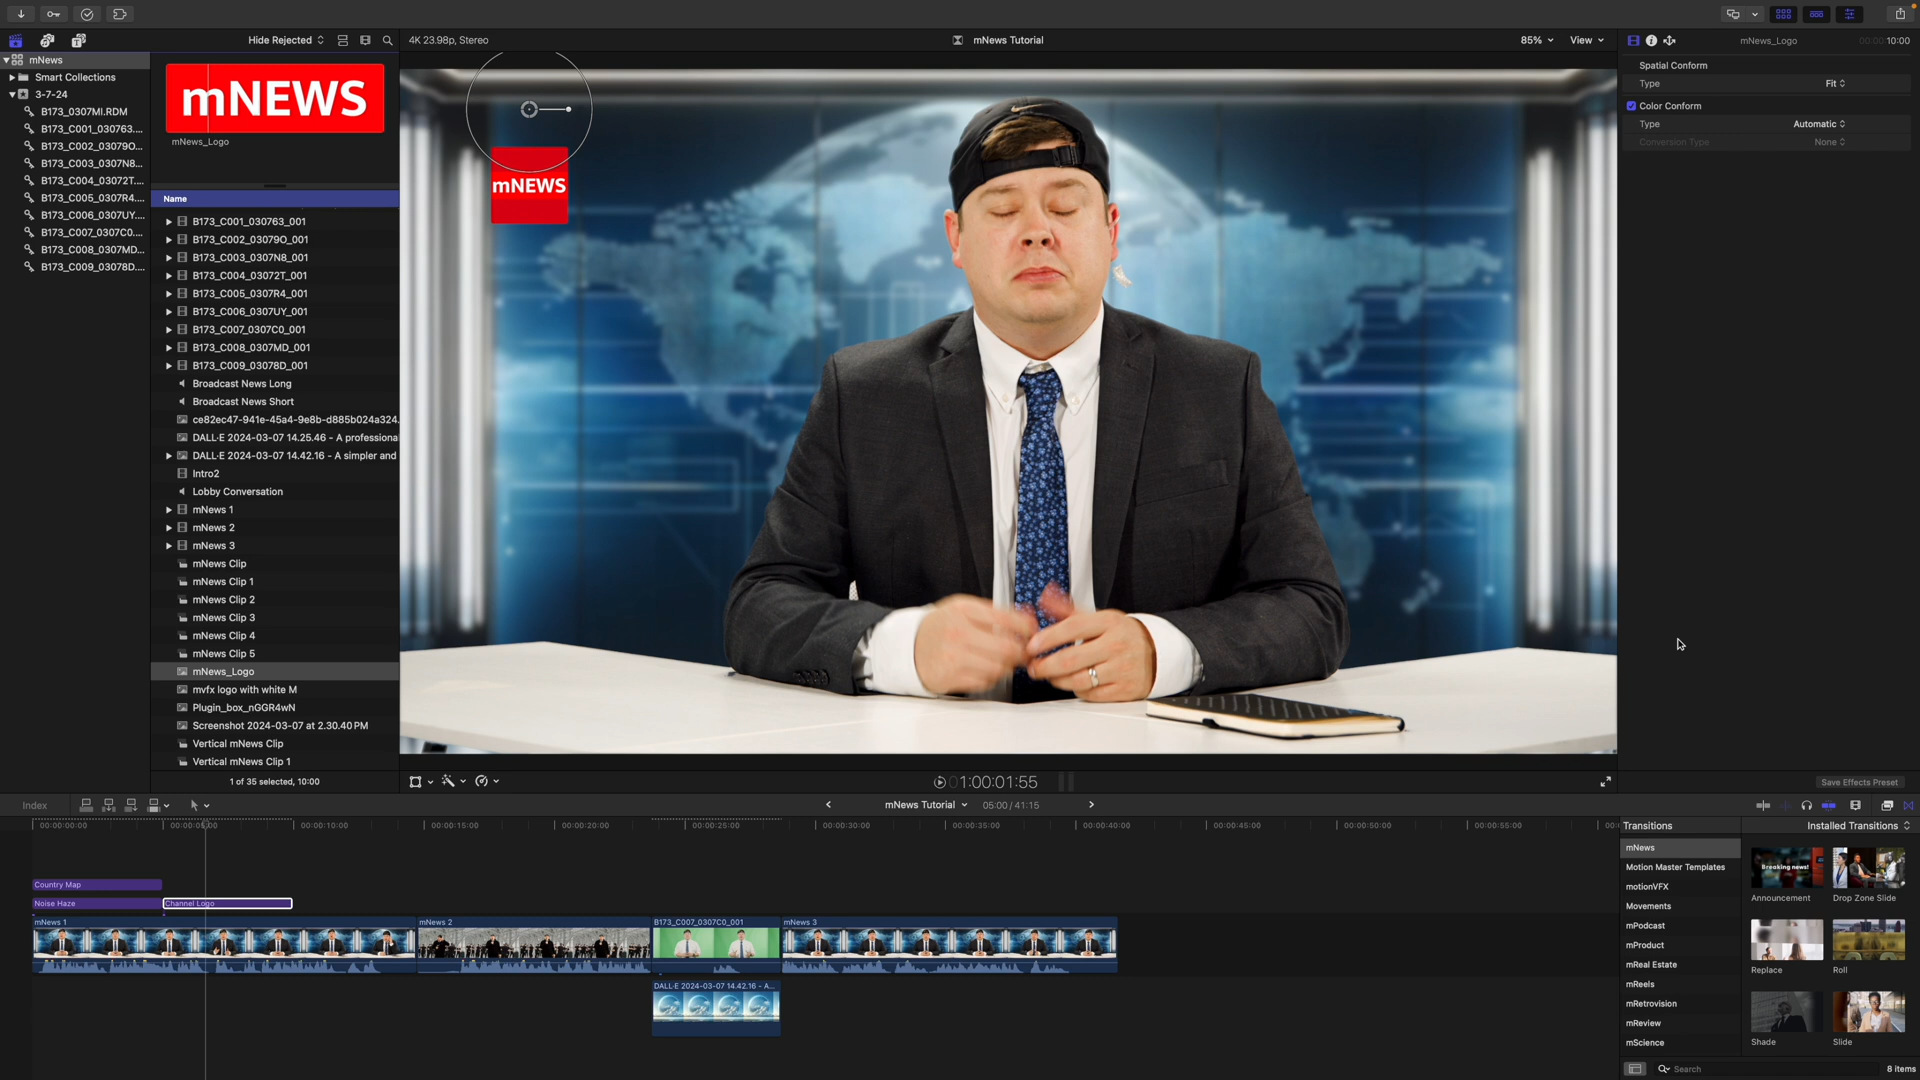 Hide Rejected
4K 23.98p, Stereo
mNews Tutorial
85%
View
mNews_Logo
00:00:10:00
mNews
Smart Collections
3-7-24
B173_0307MI.RDM
B173_C001_030763....
B173_C002_03079O...
B173_C003_0307N8...
B173_C004_03072T....
B173_C005_0307R4....
B173_C006_0307UY....
B173_C007_0307C0....
B173_C008_0307MD...
B173_C009_03078D....
mNEWS
mNews_Logo
Name
B173_C001_030763_001
B173_C002_03079O_001
B173_C003_0307N8_001
B173_C004_03072T_001
B173_C005_0307R4_001
B173_C006_0307UY_001
B173_C007_0307C0_001
B173_C008_0307MD_001
B173_C009_03078D_001
Broadcast News Long
Broadcast News Short
ce82ec47-941e-45a4-9e8b-d885b024a324.
DALL·E 2024-03-07 14.25.46 - A professiona
DALL·E 2024-03-07 14.42.16 - A simpler and
Intro2
Lobby Conversation
mNews 1
mNews 2
mNews 3
mNews Clip
mNews Clip 1
mNews Clip 2
mNews Clip 3
mNews Clip 4
mNews Clip 5
mNews_Logo
mvfx logo with white M
Plugin_box_nGGR4wN
Screenshot 2024-03-07 at 2.30.40 PM
Vertical mNews Clip
Vertical mNews Clip 1
1 of 35 selected, 10:00
mNEWS
01:00:01:55
Spatial Conform
Type
Fit
Color Conform
Type
Automatic
Conversion Type
None
Save Effects Preset
Index
mNews Tutorial
05:00 / 41:15
00:00:00:00
00:00:10:00
00:00:15:00
00:00:20:00
00:00:25:00
00:00:30:00
00:00:35:00
00:00:40:00
00:00:45:00
00:00:50:00
00:00:55:00
Country Map
Noise Haze
Channel Logo
mNews 1
mNews 2
B173_C007_0307C0_001
mNews 3
DALL·E 2024-03-07 14.42.16 - A...
Transitions
Installed Transitions
mNews
Motion Master Templates
motionVFX
Movements
mPodcast
mProduct
mReal Estate
mReels
mRetrovision
mReview
mScience
Breaking news!
Announcement
Drop Zone Slide
Replace
Roll
Shade
Slide
Search
8 items